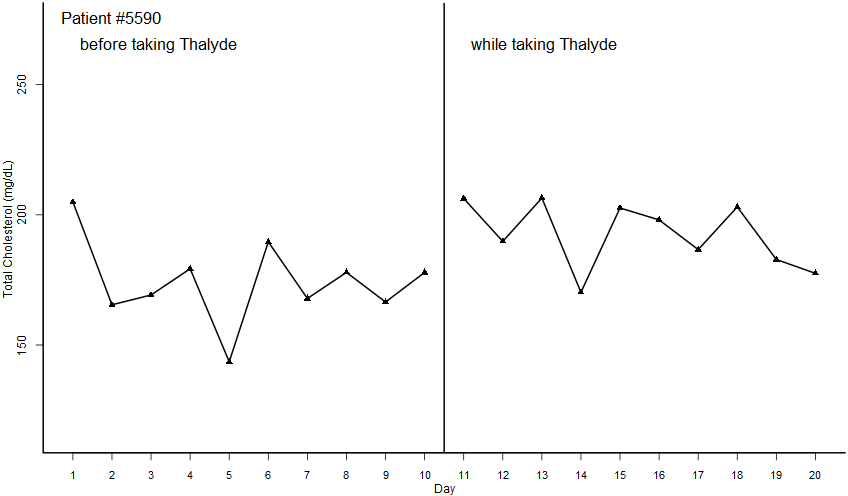 Patient #5590
before taking Thalyde
while taking Thalyde
Total Cholesterol (mg/dL)
250
200
150
1 2 3 4 5 6 7 8 9 10 11 12 13 14 15 16 17 18 19 20
Day